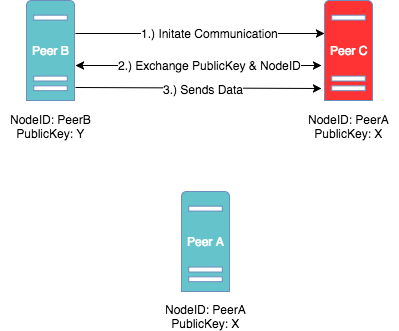 1.) Initate Communication
Peer B
Peer C
2.) Exchange PublicKey & NodeID
3.) Sends Data
NodeID: PeerB
PublicKey: Y
NodeID: PeerA
PublicKey: X
Peer A
NodeID: PeerA
PublicKey: X